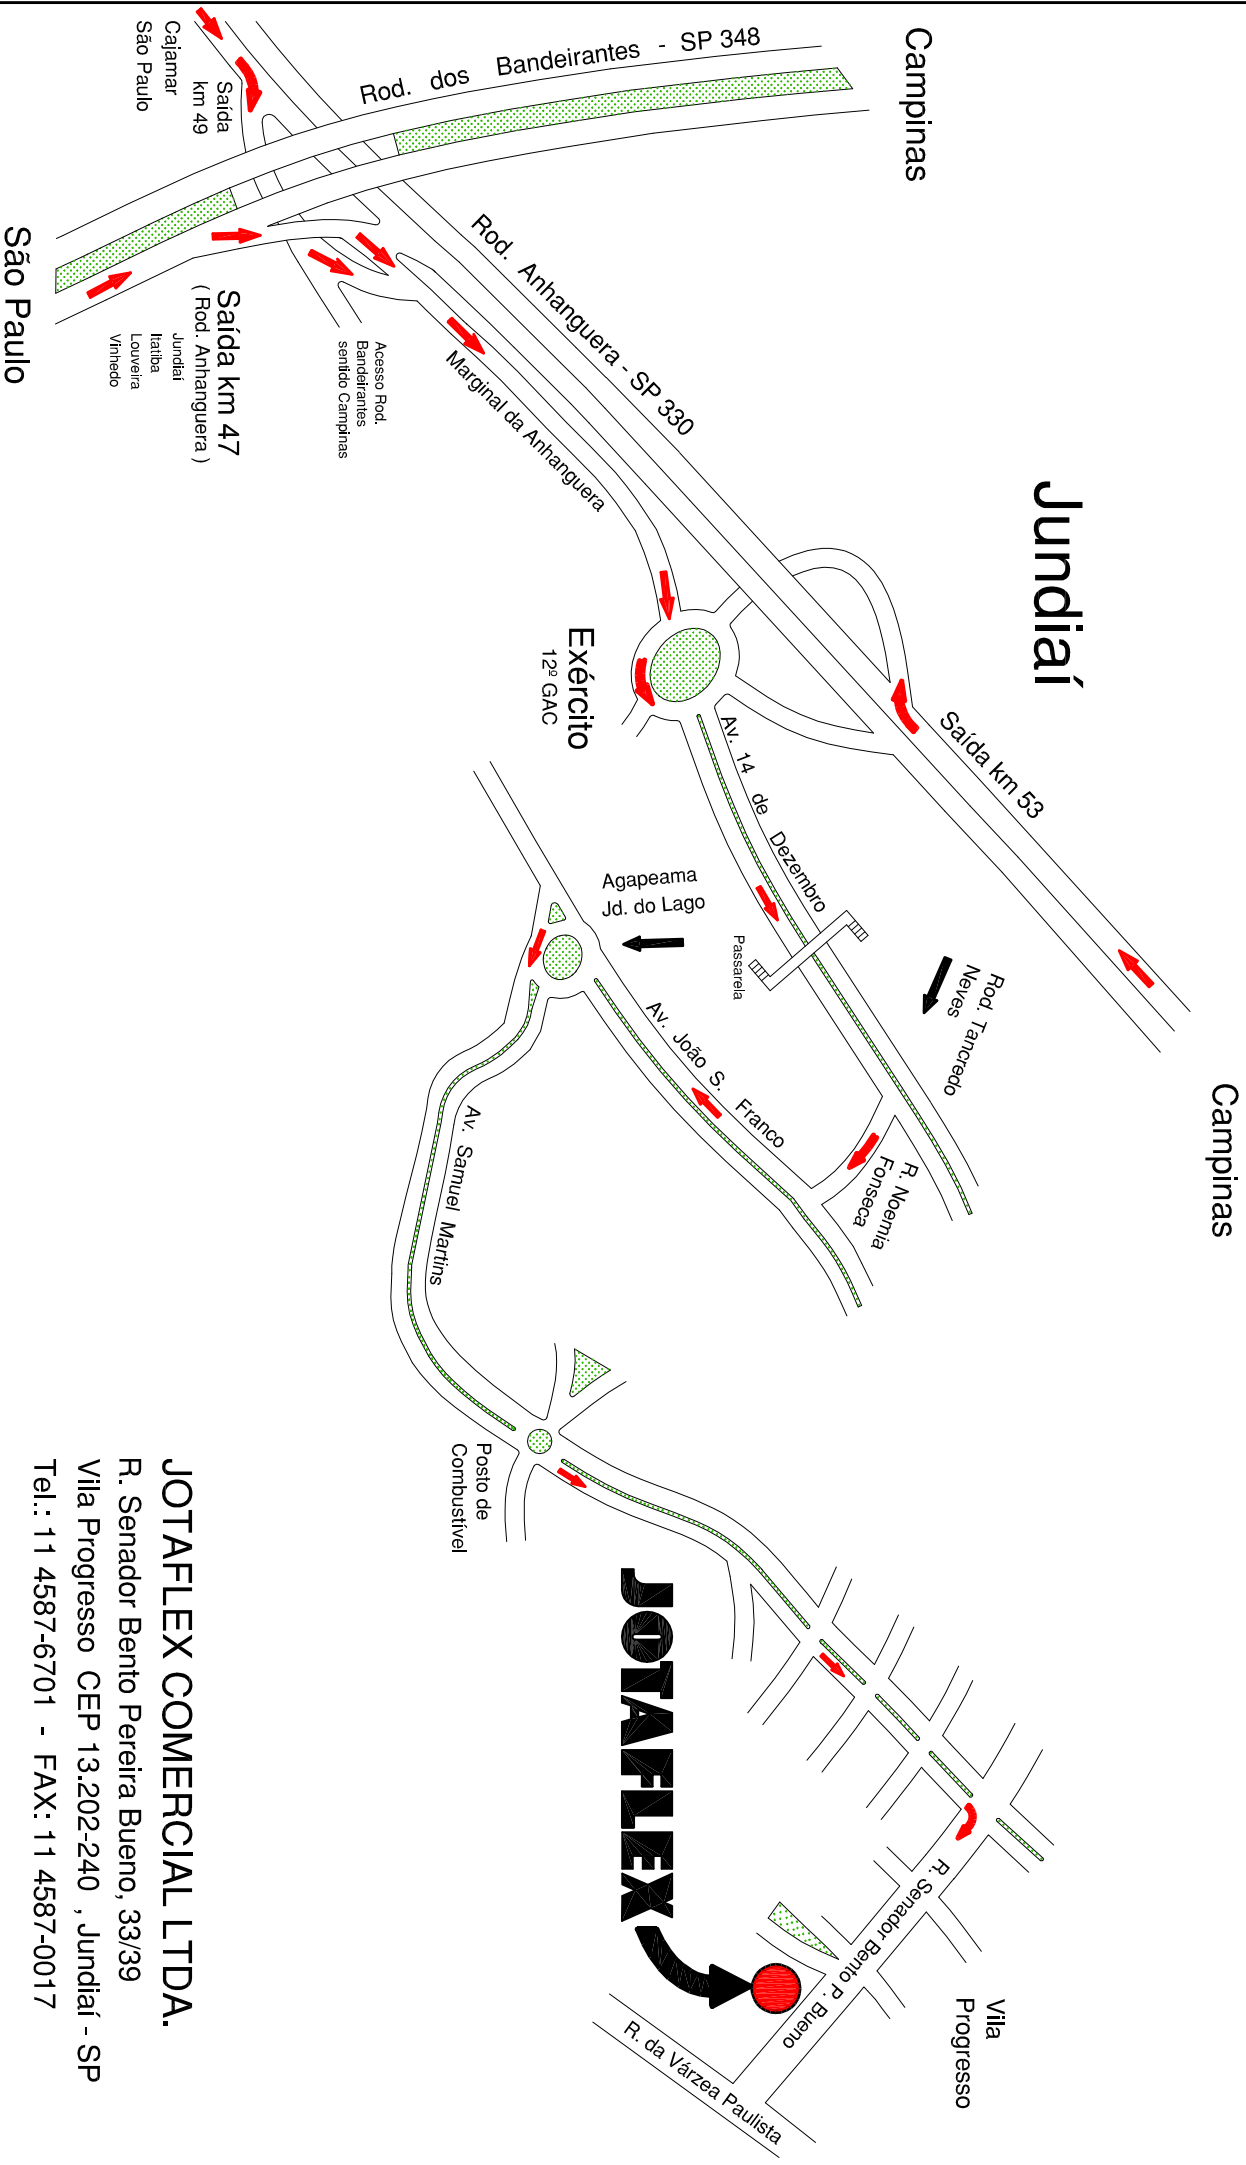 Campinas
Campinas
Jundiaí
Rod. dos Bandeirantes - SP 348
Rod. Anhanguera - SP 330
Saída km 53
Cajamar
São Paulo
Saída
km 49
São Paulo
Saída km 47
( Rod. Anhanguera )
Jundiaí
Itatiba
Louveira
Vinhedo
Acesso Rod.
Bandeirantes
sentido Campinas
Marginal da Anhanguera
Exército
12º GAC
Av. 14 de Dezembro
Passarela
Rod. Tancredo
Neves
Agapeama
Jd. do Lago
Av. João S. Franco
R. Noemia
Fonseca
Av. Samuel Martins
Posto de
Combustível
JOTAFLEX
R. Senador Bento P. Bueno
Vila
Progresso
R. da Várzea Paulista
JOTAFLEX COMERCIAL LTDA.
R. Senador Bento Pereira Bueno, 33/39
Vila Progresso CEP 13.202-240 , Jundiaí - SP
Tel.: 11 4587-6701 - FAX: 11 4587-0017